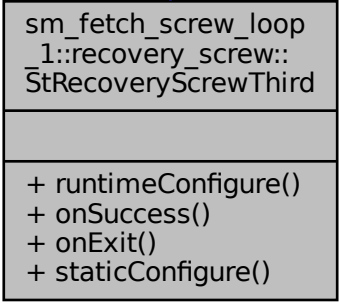 sm_fetch_screw_loop
_1::recovery_screw::
StRecoveryScrewThird
+ runtimeConfigure()
+ onSuccess()
+ onExit()
+ staticConfigure()